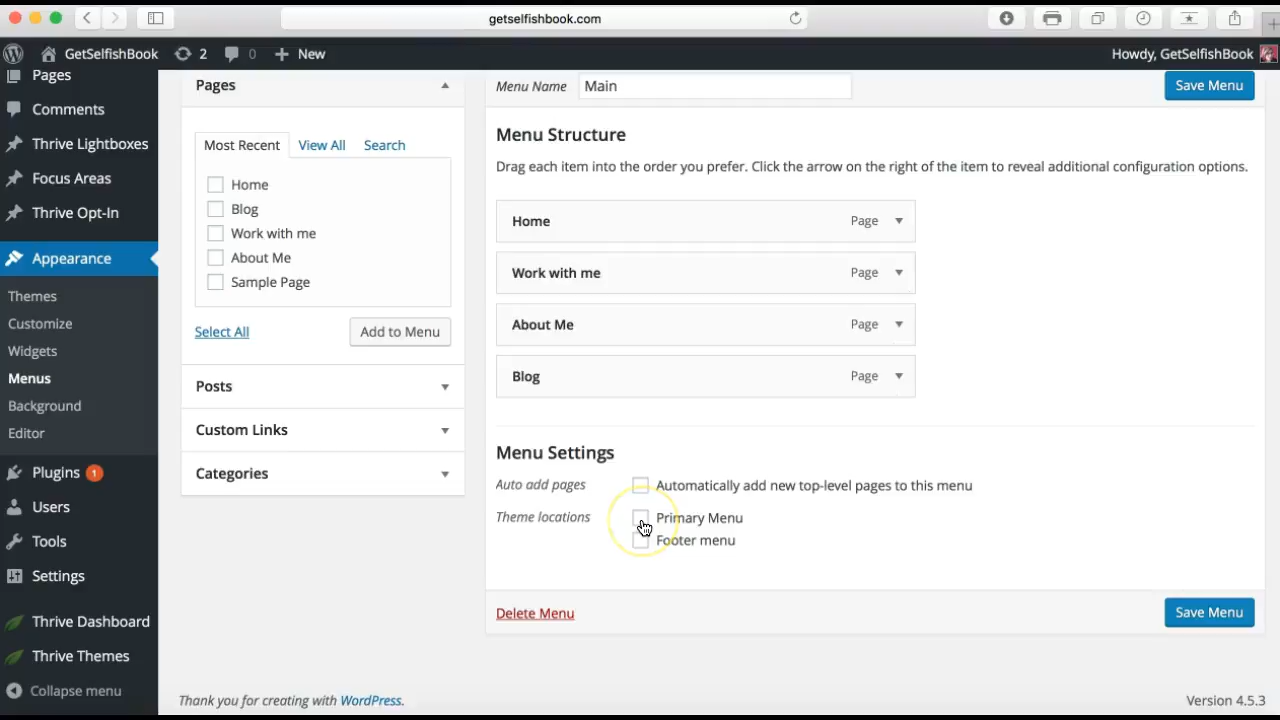 getselfishbook.com
GetSelfishBook 2 0 New Howdy, GetSelfishBook
Pages
Comments
Thrive Lightboxes
Focus Areas
Thrive Opt-In
Appearance
Themes
Customize
Widgets
Menus
Background
Editor
Plugins 1
Users
Tools
Settings
Thrive Dashboard
Thrive Themes
Collapse menu
Pages
Most Recent View All Search
Home
Blog
Work with me
About Me
Sample Page
Select All Add to Menu
Posts
Custom Links
Categories
Menu Name Main Save Menu
Menu Structure
Drag each item into the order you prefer. Click the arrow on the right of the item to reveal additional configuration options.
Home Page
Work with me Page
About Me Page
Blog Page
Menu Settings
Auto add pages Automatically add new top-level pages to this menu
Theme locations Primary Menu
Footer menu
Delete Menu Save Menu
Thank you for creating with WordPress. Version 4.5.3